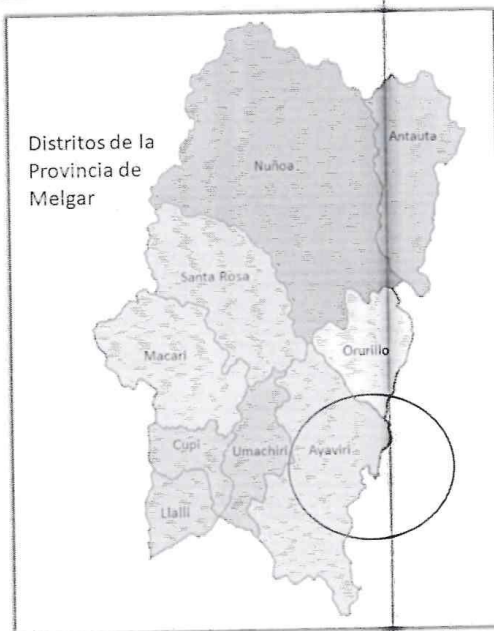 Distritos de la
Provincia de
Melgar
Antauta
Nuñoa
Santa Rosa
Orurillo
Macari
Cupi
Umachiri
Ayaviri
Llalli